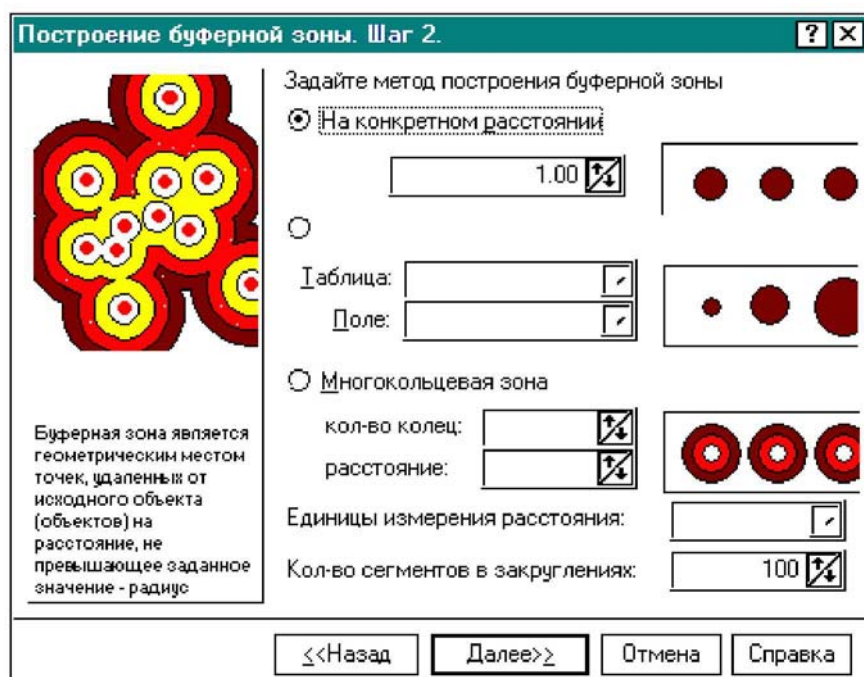 Построение буферной зоны. Шаг 2.
Задайте метод построения буферной зоны
На конкретном расстоянии
1.00
Таблица:
Поле:
Многокольцевая зона
кол-во колец:
расстояние:
Единицы измерения расстояния:
Кол-во сегментов в закруглениях:
100
Буферная зона является
геометрическим местом
точек, удаленных от
исходного объекта
(объектов) на
расстояние, не
превышающее заданное
значение - радиус
<<Назад
Далее>>
Отмена
Справка